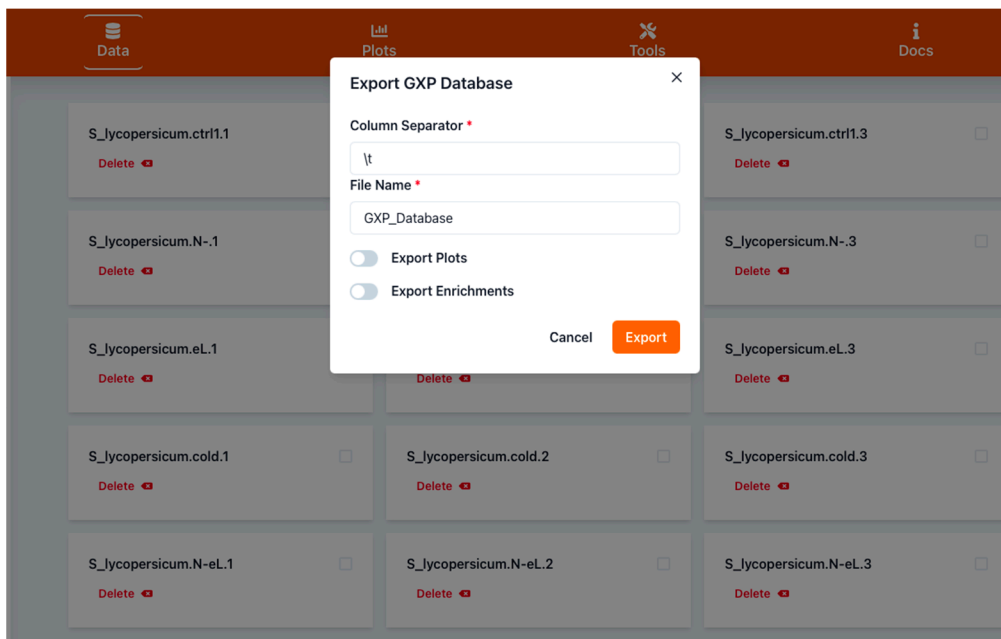 Data
Plots
Tools
Docs
Export GXP Database
Column Separator *
\t
File Name *
GXP_Database
Export Plots
Export Enrichments
Cancel
Export
S_lycopersicum.ctrl1.1
Delete
S_lycopersicum.ctrl1.3
Delete
S_lycopersicum.N-.1
Delete
S_lycopersicum.N-.3
Delete
S_lycopersicum.eL.1
Delete
Delete
S_lycopersicum.eL.3
Delete
S_lycopersicum.cold.1
Delete
S_lycopersicum.cold.2
Delete
S_lycopersicum.cold.3
Delete
S_lycopersicum.N-eL.1
Delete
S_lycopersicum.N-eL.2
Delete
S_lycopersicum.N-eL.3
Delete